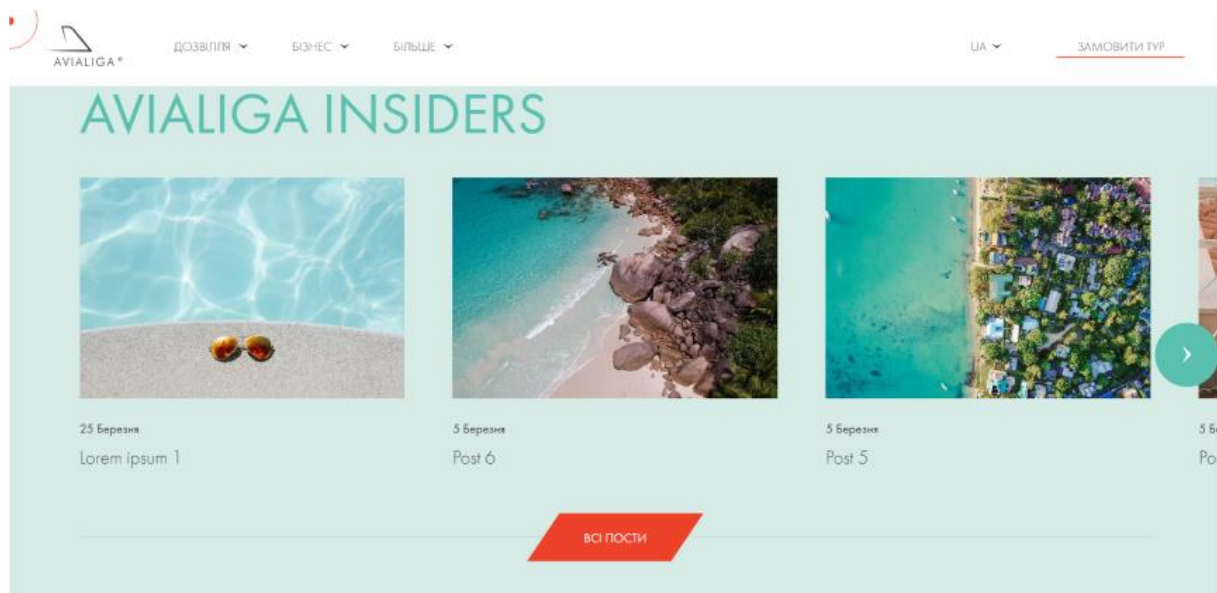 AVIALIGA®
ДОЗВІЛЛЯ
БІЗНЕС
БІЛЬШЕ
UA
ЗАМОВИТИ ТУР
AVIALIGA INSIDERS
25 Березня
5 Березня
5 Березня
Lorem ipsum 1
Post 6
Post 5
ВСІ ПОСТИ